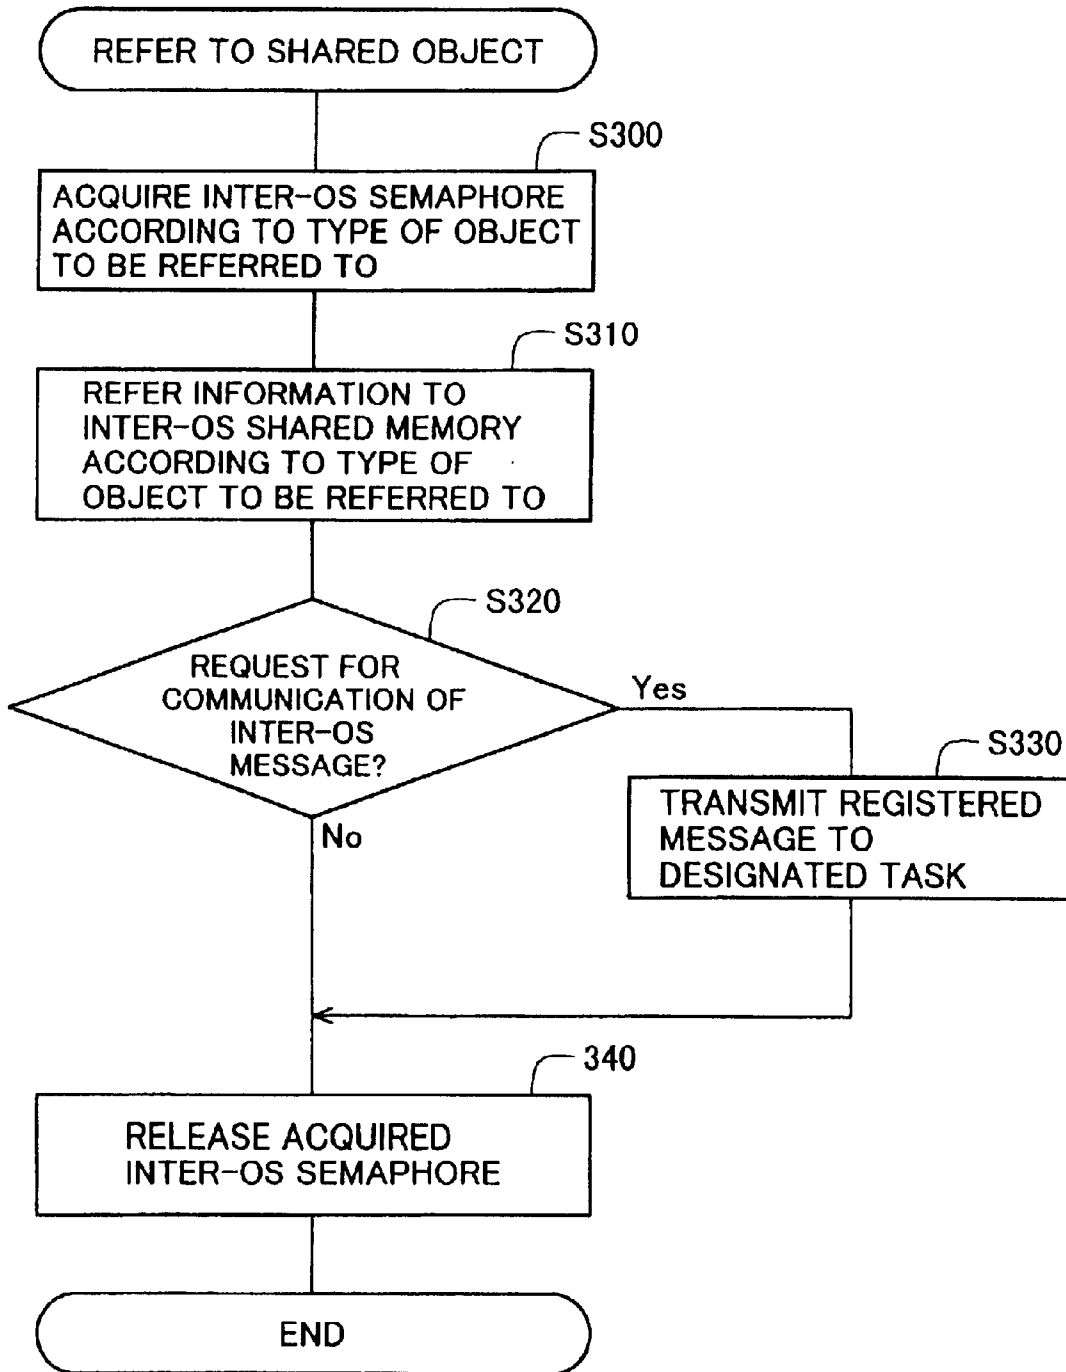 REFER TO SHARED OBJECT
S300
ACQUIRE INTER-OS SEMAPHORE
ACCORDING TO TYPE OF OBJECT
TO BE REFERRED TO
S310
REFER INFORMATION TO
INTER-OS SHARED MEMORY
ACCORDING TO TYPE OF
OBJECT TO BE REFERRED TO
S320
REQUEST FOR
COMMUNICATION OF
INTER-OS
MESSAGE?
Yes
S330
TRANSMIT REGISTERED
MESSAGE TO
DESIGNATED TASK
No
340
RELEASE ACQUIRED
INTER-OS SEMAPHORE
END